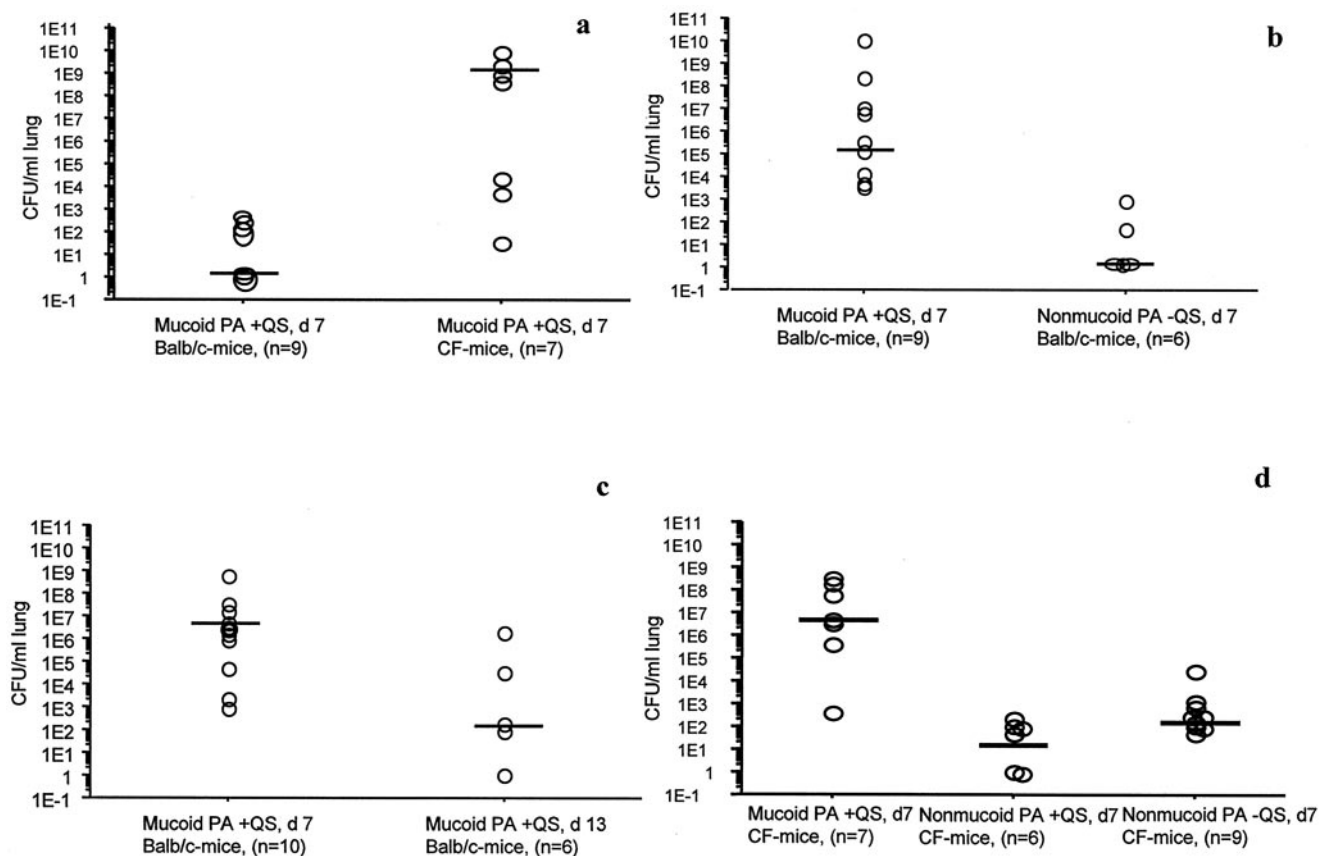 a
1E11
1E10
1E9
1E8
1E7
1E6
1E5
1E4
1E3
1E2
1E1
1
1E-1
CFU/ml lung
Mucoid PA +QS, d 7
Balb/c-mice, (n=9)
Mucoid PA +QS, d 7
CF-mice, (n=7)
b
1E11
1E10
1E9
1E8
1E7
1E6
1E5
1E4
1E3
1E2
1E1
1
1E-1
CFU/ml lung
Mucoid PA +QS, d 7
Balb/c-mice, (n=9)
Nonmucoid PA -QS, d 7
Balb/c-mice, (n=6)
c
1E11
1E10
1E9
1E8
1E7
1E6
1E5
1E4
1E3
1E2
1E1
1
1E-1
CFU/ml lung
Mucoid PA +QS, d 7
Balb/c-mice, (n=10)
Mucoid PA +QS, d 13
Balb/c-mice, (n=6)
d
1E11
1E10
1E9
1E8
1E7
1E6
1E5
1E4
1E3
1E2
1E1
1
1E-1
CFU/ml lung
Mucoid PA +QS, d7
CF-mice, (n=7)
Nonmucoid PA +QS, d7
CF-mice, (n=6)
Nonmucoid PA -QS, d7
CF-mice, (n=9)